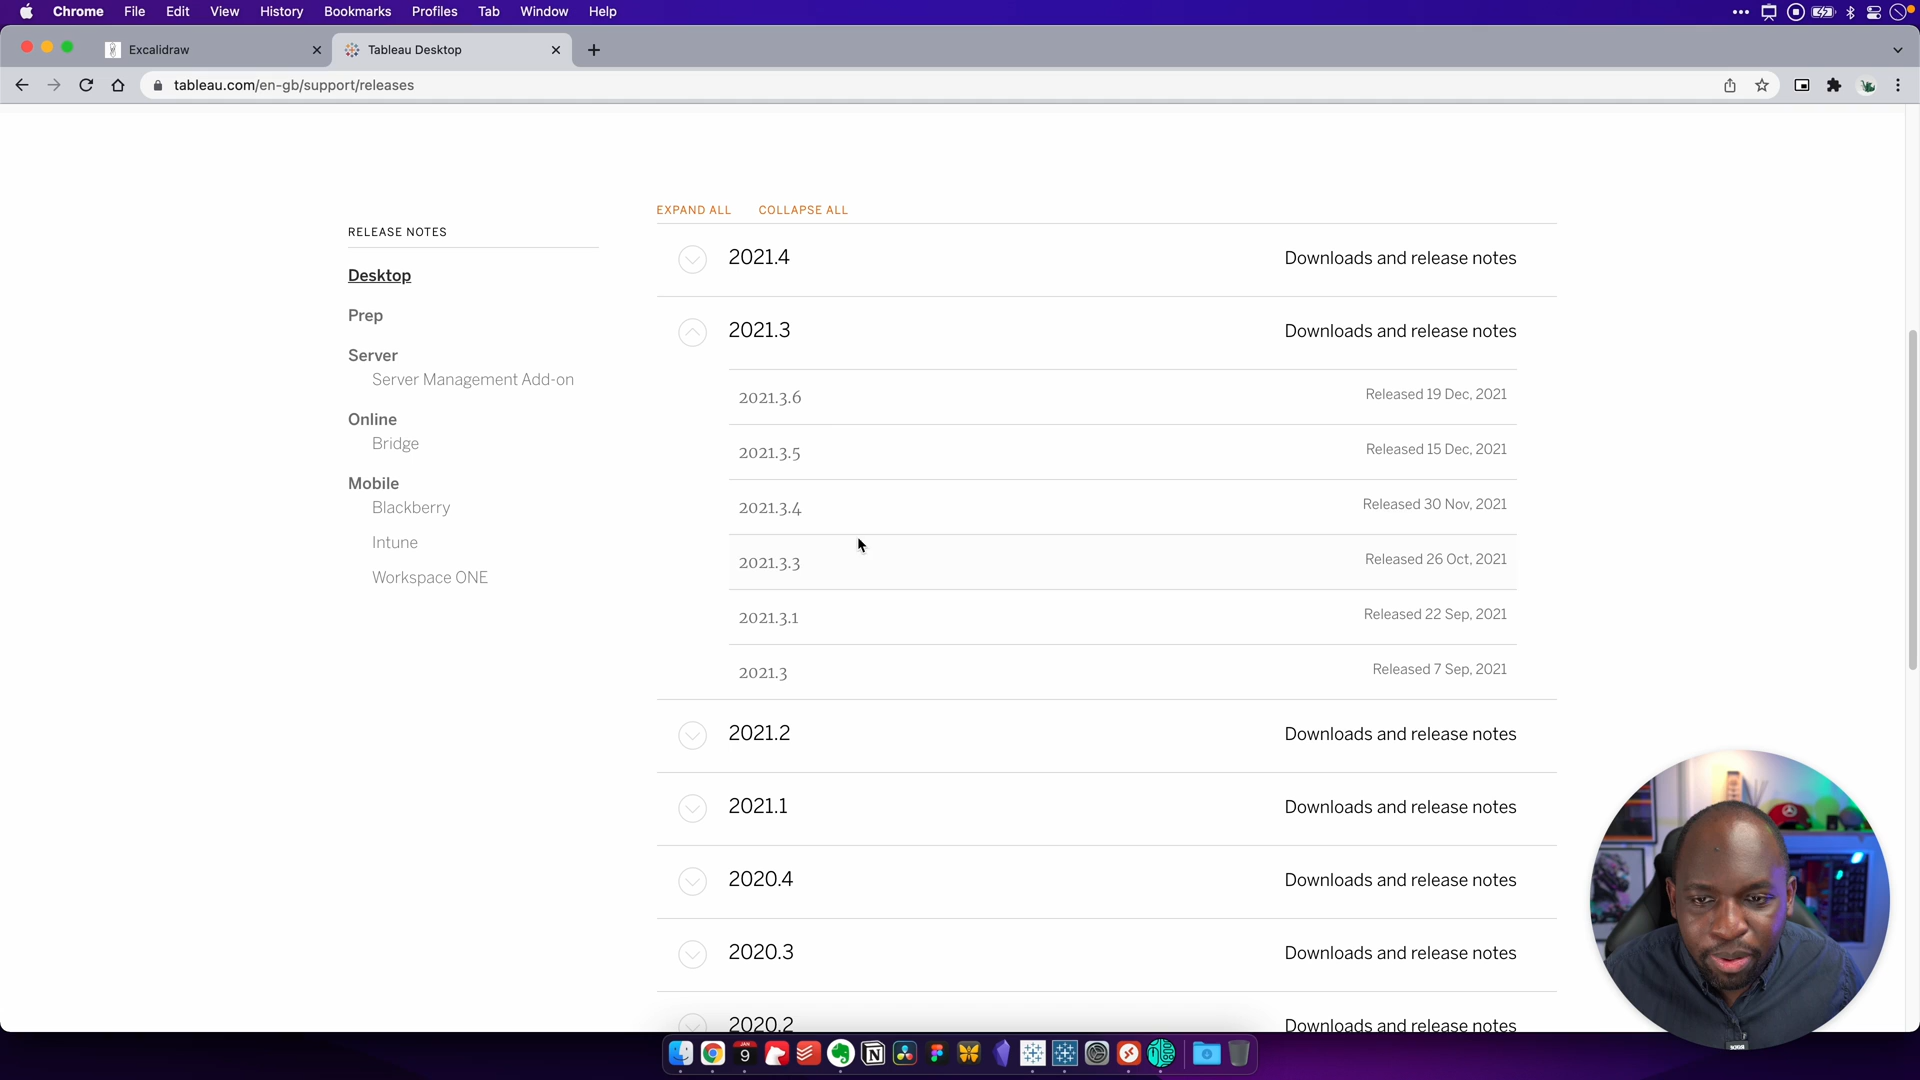 Chrome File Edit View History Bookmarks Profiles Tab Window Help
Excalidraw
Tableau Desktop
tableau.com/en-gb/support/releases
EXPAND ALL COLLAPSE ALL
RELEASE NOTES
Desktop
Prep
Server
Server Management Add-on
Online
Bridge
Mobile
Blackberry
Intune
Workspace ONE
2021.4 Downloads and release notes
2021.3 Downloads and release notes
2021.3.6 Released 19 Dec, 2021
2021.3.5 Released 15 Dec, 2021
2021.3.4 Released 30 Nov, 2021
2021.3.3 Released 26 Oct, 2021
2021.3.1 Released 22 Sep, 2021
2021.3 Released 7 Sep, 2021
2021.2 Downloads and release notes
2021.1 Downloads and release notes
2020.4 Downloads and release notes
2020.3 Downloads and release notes
2020.2 Downloads and release notes
JAN
9